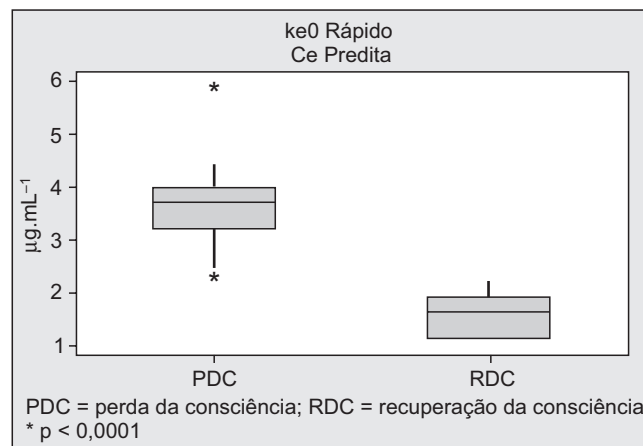 ke0 Rápido
Ce Predita
6
5
4
3
2
1
µg.mL⁻¹
*
*
PDC
RDC
PDC = perda da consciência; RDC = recuperação da consciência
* p < 0,0001